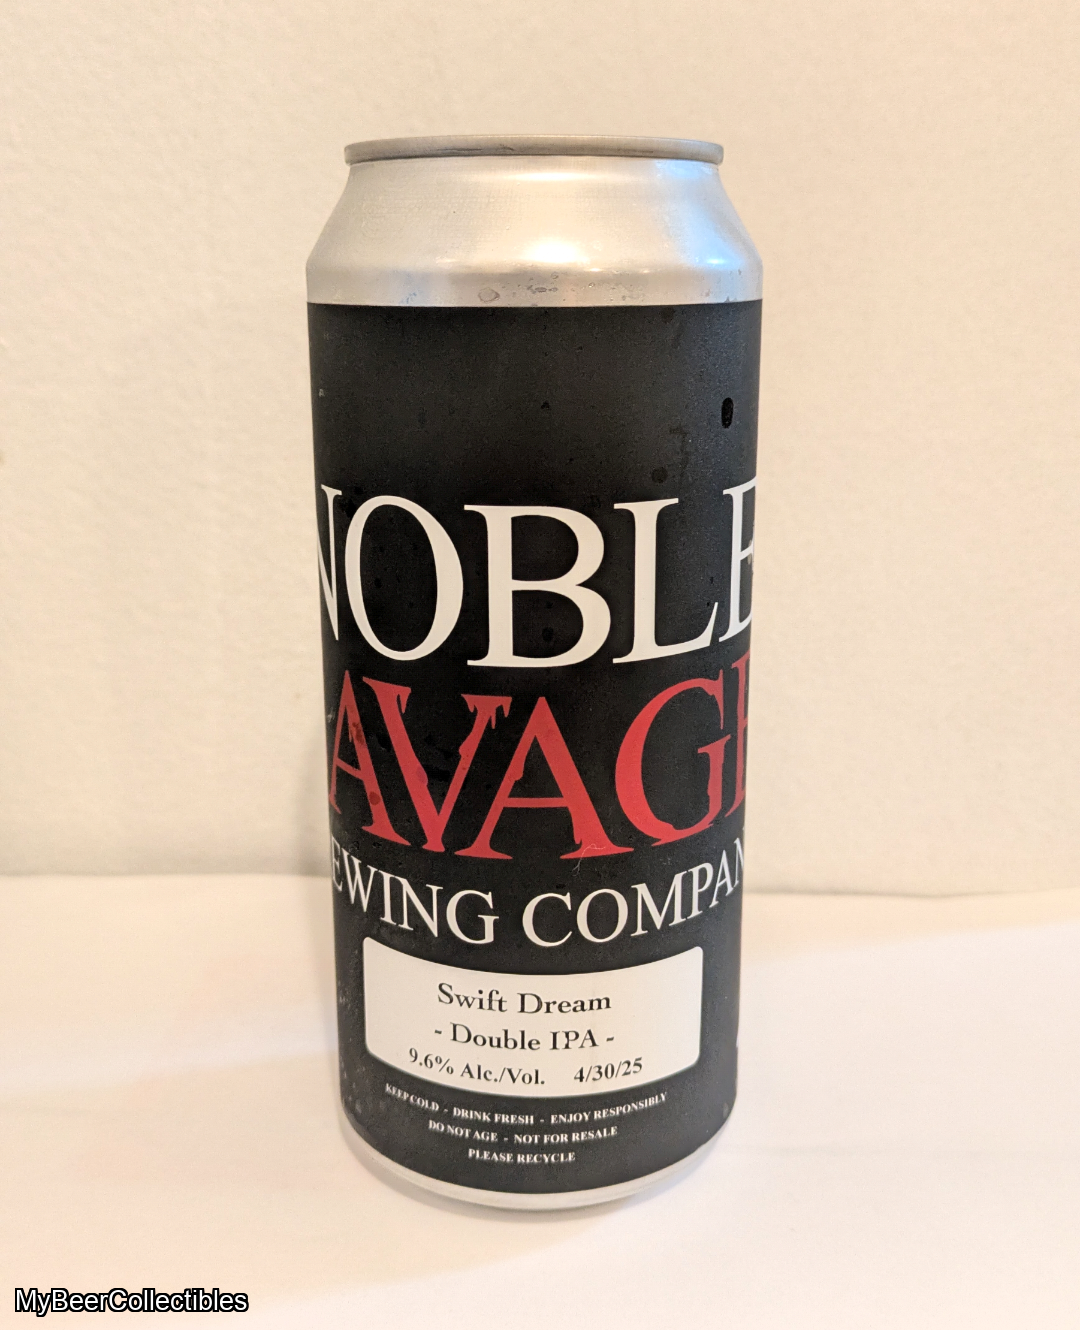 NOBLE
AVAGE
EWING COMPAN
Swift Dream
- Double IPA -
9.6% Alc./Vol. 4/30/25
KEEP COLD - DRINK FRESH - ENJOY RESPONSIBLY
DO NOT AGE - NOT FOR RESALE
PLEASE RECYCLE
MyBeerCollectibles